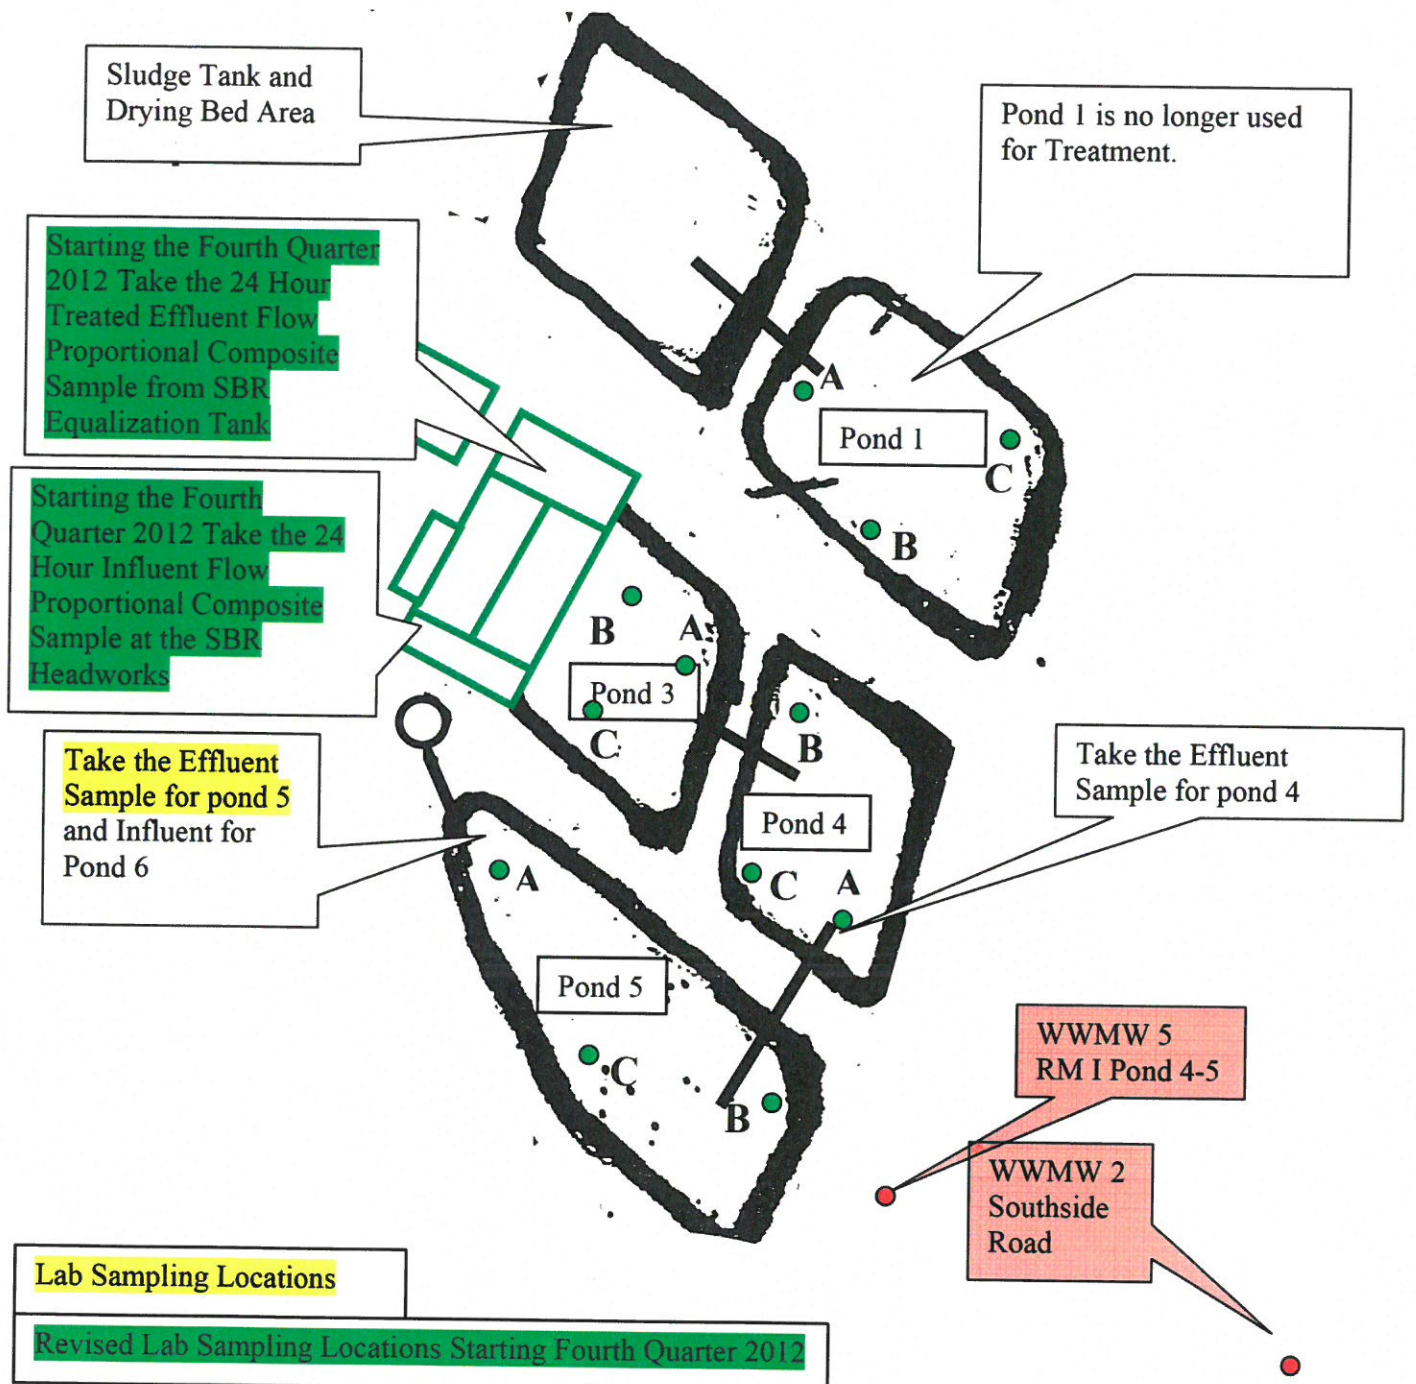 Sludge Tank and
Drying Bed Area
Pond 1 is no longer used
for Treatment.
Starting the Fourth Quarter
2012 Take the 24 Hour
Treated Effluent Flow
Proportional Composite
Sample from SBR
Equalization Tank
A
Pond 1
C
B
Starting the Fourth
Quarter 2012 Take the 24
Hour Influent Flow
Proportional Composite
Sample at the SBR
Headworks
B
A
Pond 3
C
B
Pond 4
C
A
Take the Effluent
Sample for pond 4
Take the Effluent
Sample for pond 5
and Influent for
Pond 6
A
Pond 5
C
B
WWMW 5
RM I Pond 4-5
WWMW 2
Southside
Road
Lab Sampling Locations
Revised Lab Sampling Locations Starting Fourth Quarter 2012